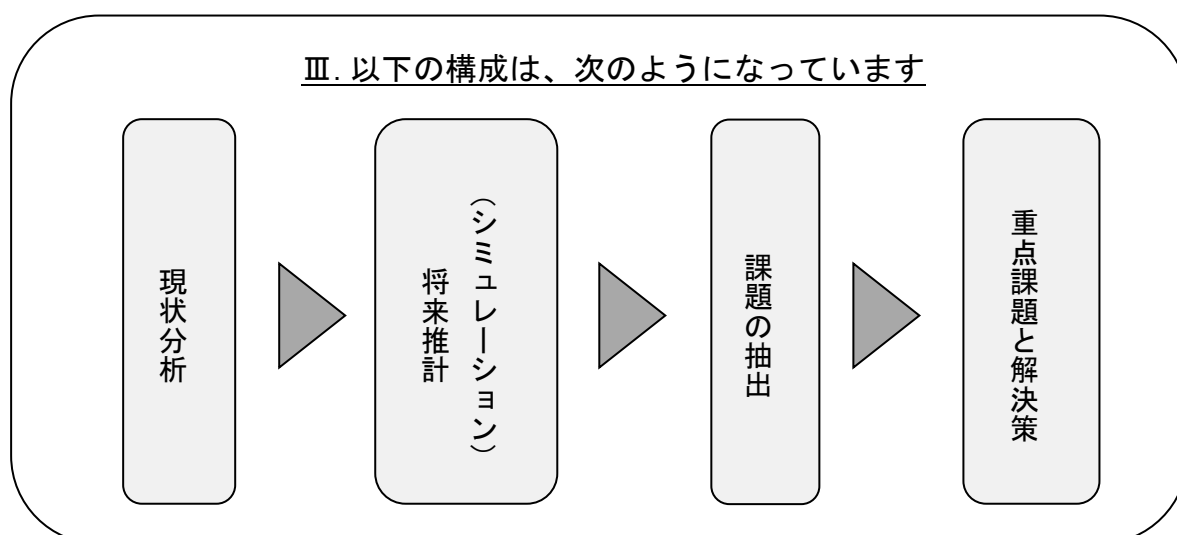 Ⅲ. 以下の構成は、次のようになっています
現状分析
（シミュレーション）
将来推計
課題の抽出
重点課題と解決策